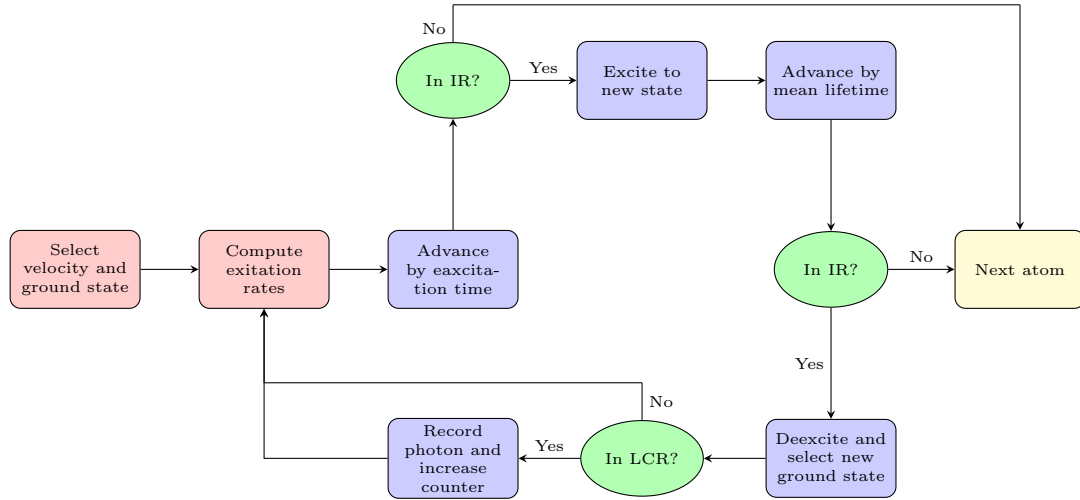 No
In IR?
Yes
Excite to
new state
Advance by
mean lifetime
Select
velocity and
ground state
Compute
exitation
rates
Advance
by eaxcita-
tion time
In IR?
No
Next atom
Yes
No
Record
photon and
increase
counter
Yes
In LCR?
Deexcite and
select new
ground state